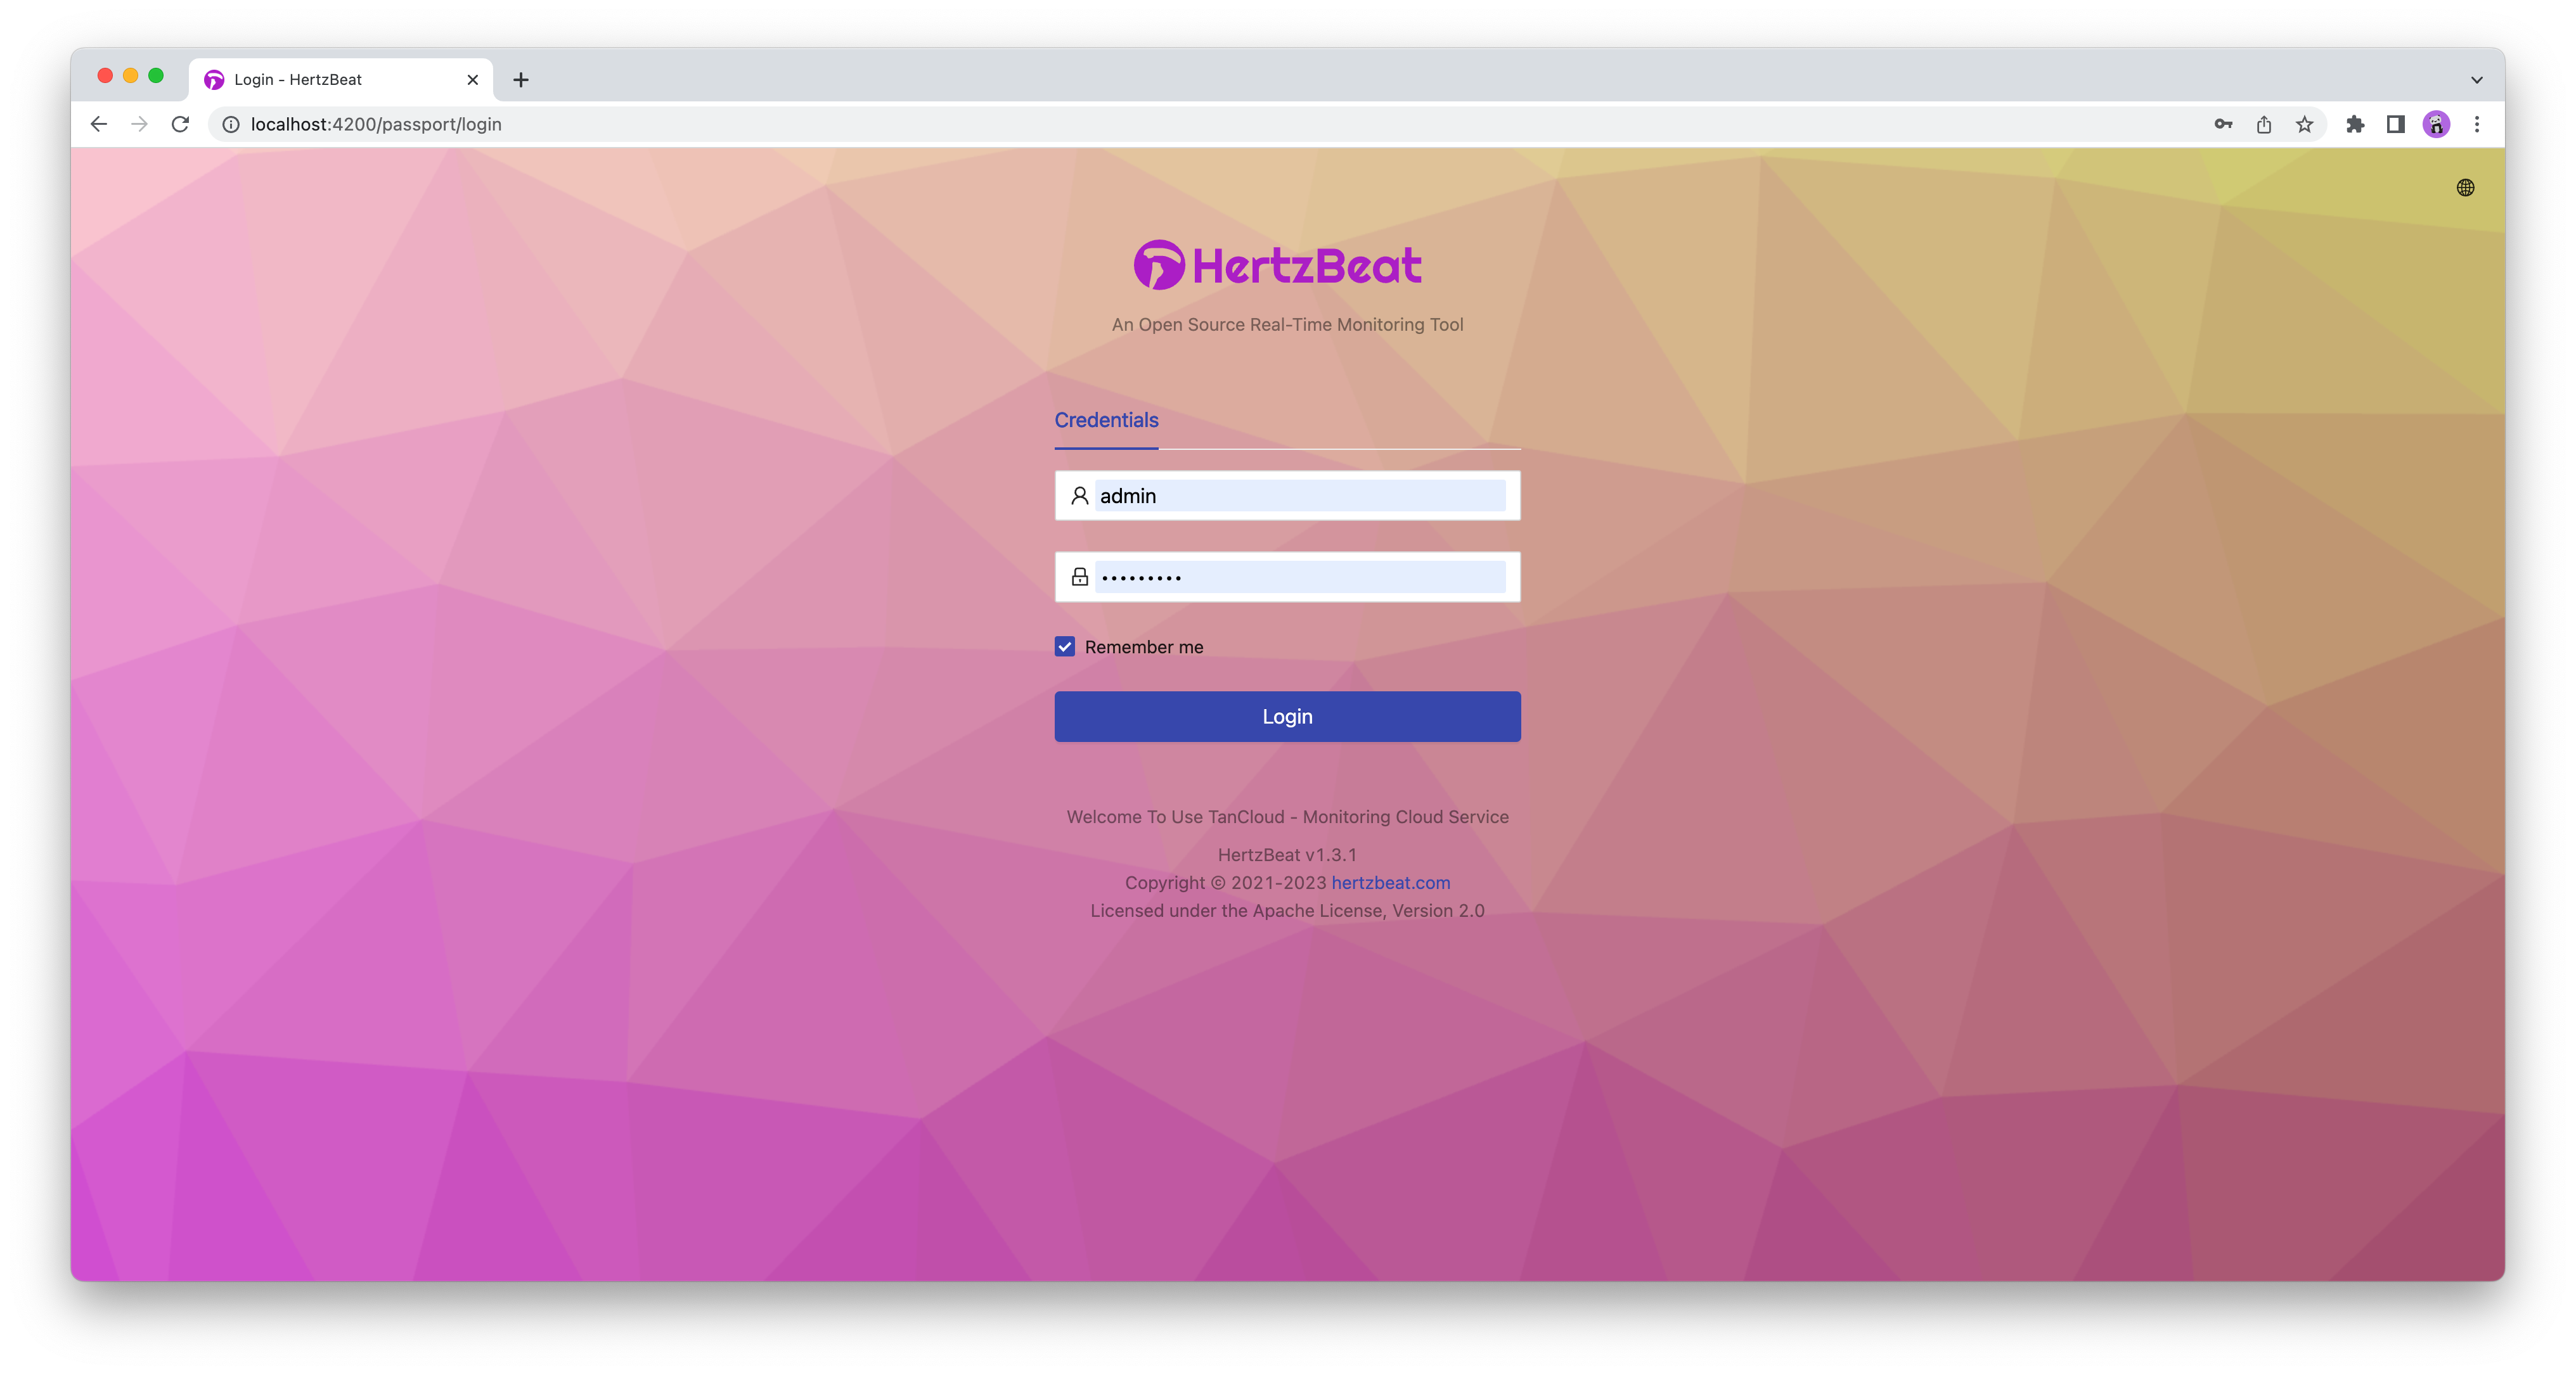 Login - HertzBeat
localhost:4200/passport/login
HertzBeat
An Open Source Real-Time Monitoring Tool
Credentials
admin
•••••••••
Remember me
Login
Welcome To Use TanCloud - Monitoring Cloud Service
HertzBeat v1.3.1
Copyright © 2021-2023 hertzbeat.com
Licensed under the Apache License, Version 2.0